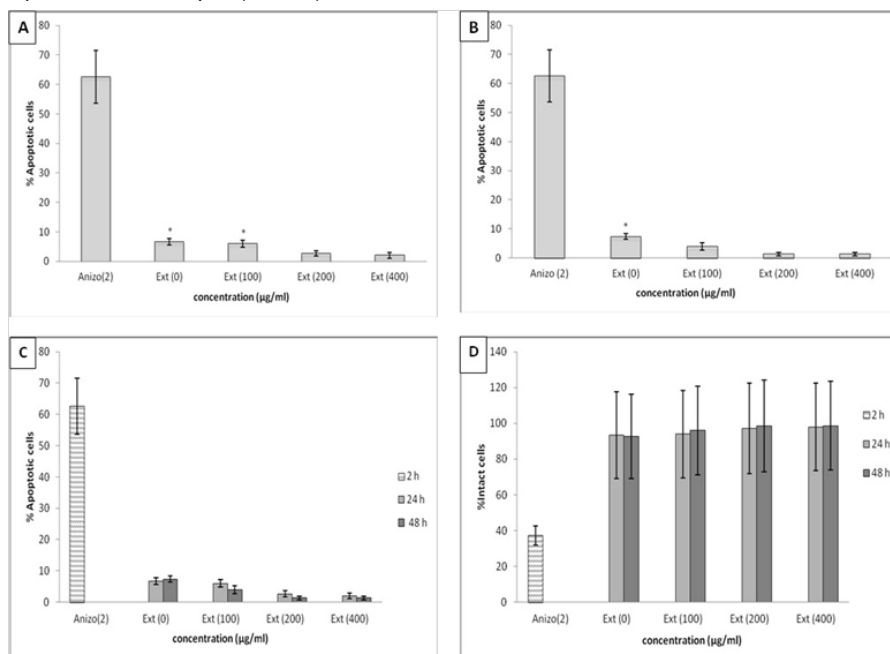 A
80
70
60
50
40
30
20
10
0
% Apoptotic cells
*
*
Anizo(2) Ext (0) Ext (100) Ext (200) Ext (400)
concentration (µg/ml)
B
80
70
60
50
40
30
20
10
0
% Apoptotic cells
*
Anizo (2) Ext (0) Ext (100) Ext (200) Ext (400)
concentration (µg/ml)
C
80
70
60
50
40
30
20
10
0
% Apoptotic cells
2 h
24 h
48 h
Anizo(2) Ext (0) Ext (100) Ext (200) Ext (400)
concentration (µg/ml)
D
140
120
100
80
60
40
20
0
%Intact cells
2 h
24 h
48 h
Anizo(2) Ext (0) Ext (100) Ext (200) Ext (400)
concentration (µg/ml)